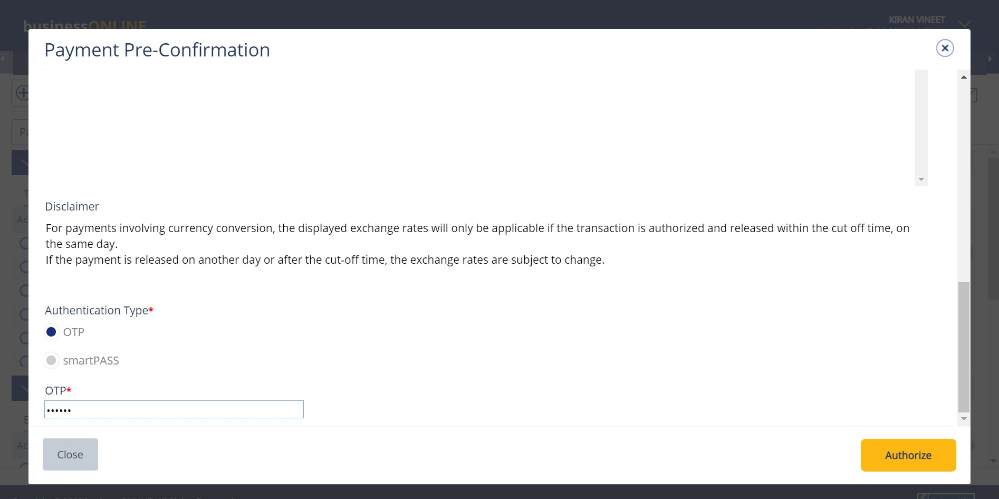 businessONLINE
KIRAN VINEET
Payment Pre-Confirmation
Disclaimer
For payments involving currency conversion, the displayed exchange rates will only be applicable if the transaction is authorized and released within the cut off time, on
the same day.
If the payment is released on another day or after the cut-off time, the exchange rates are subject to change.
Authentication Type*
OTP
smartPASS
OTP*
••••••
Close
Authorize